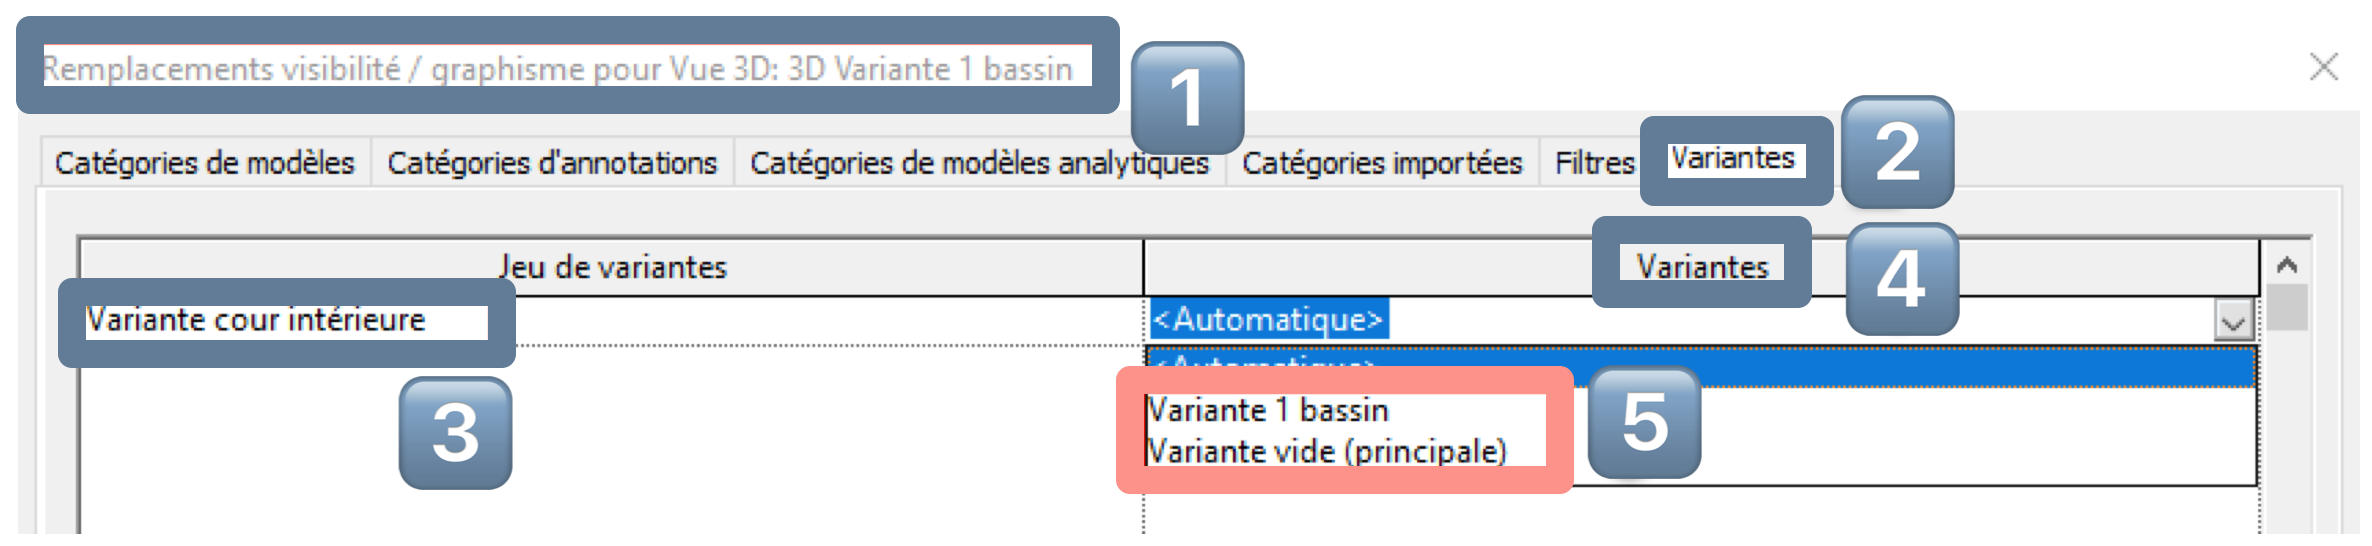 Remplacements visibilité / graphisme pour Vue 3D: 3D Variante 1 bassin
1
Catégories de modèles Catégories d'annotations Catégories de modèles analytiques Catégories importées Filtres Variantes
2
Jeu de variantes Variantes
4
Variante cour intérieure <Automatique>
3
<Automatique>
Variante 1 bassin
Variante vide (principale)
5